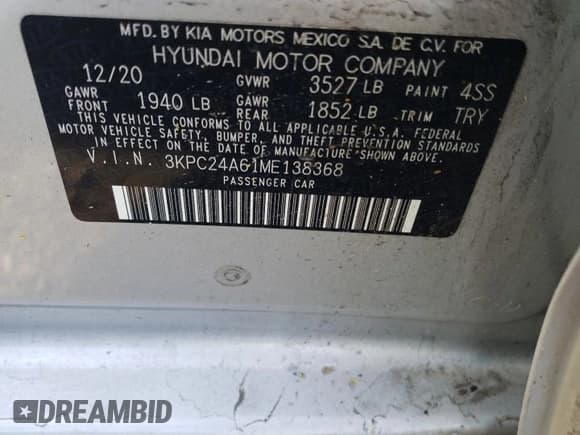 MFD. BY KIA MOTORS MEXICO S.A. DE C.V. FOR
HYUNDAI MOTOR COMPANY
12/20 GVWR 3527 LB PAINT 4SS
GAWR FRONT 1940 LB GAWR REAR 1852 LB TRIM TRY
THIS VEHICLE CONFORMS TO ALL APPLICABLE U.S.A. FEDERAL
MOTOR VEHICLE SAFETY, BUMPER, AND THEFT PREVENTION STANDARDS
IN EFFECT ON THE DATE OF MANUFACTURE SHOWN ABOVE.
V.I.N. 3KPC24A61ME138368
PASSENGER CAR
DREAMBID